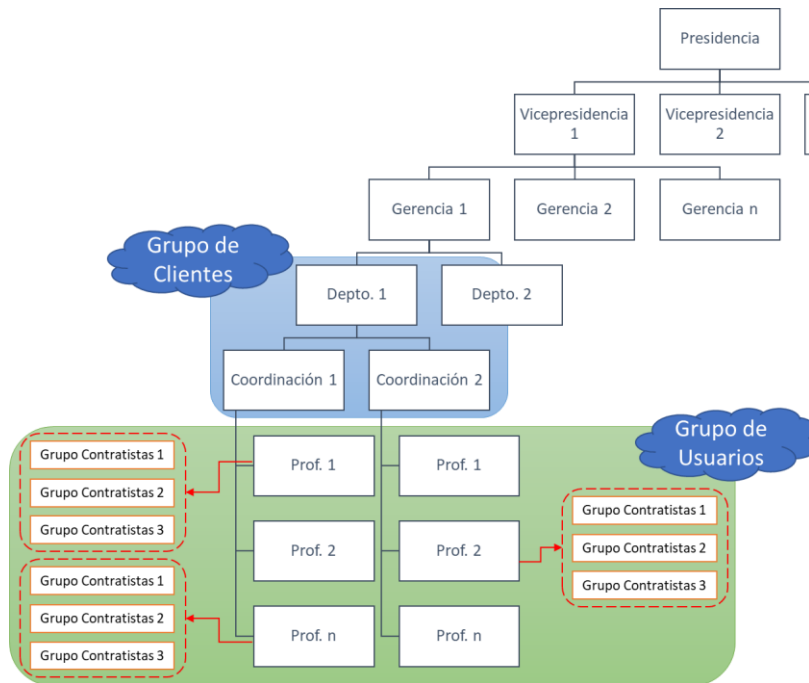 Presidencia
Vicepresidencia
1
Vicepresidencia
2
Gerencia 1
Gerencia 2
Gerencia n
Grupo de
Clientes
Depto. 1
Depto. 2
Coordinación 1
Coordinación 2
Grupo de
Usuarios
Grupo Contratistas 1
Grupo Contratistas 2
Grupo Contratistas 3
Prof. 1
Prof. 1
Grupo Contratistas 1
Grupo Contratistas 2
Grupo Contratistas 3
Prof. 2
Prof. 2
Grupo Contratistas 1
Grupo Contratistas 2
Grupo Contratistas 3
Prof. n
Prof. n